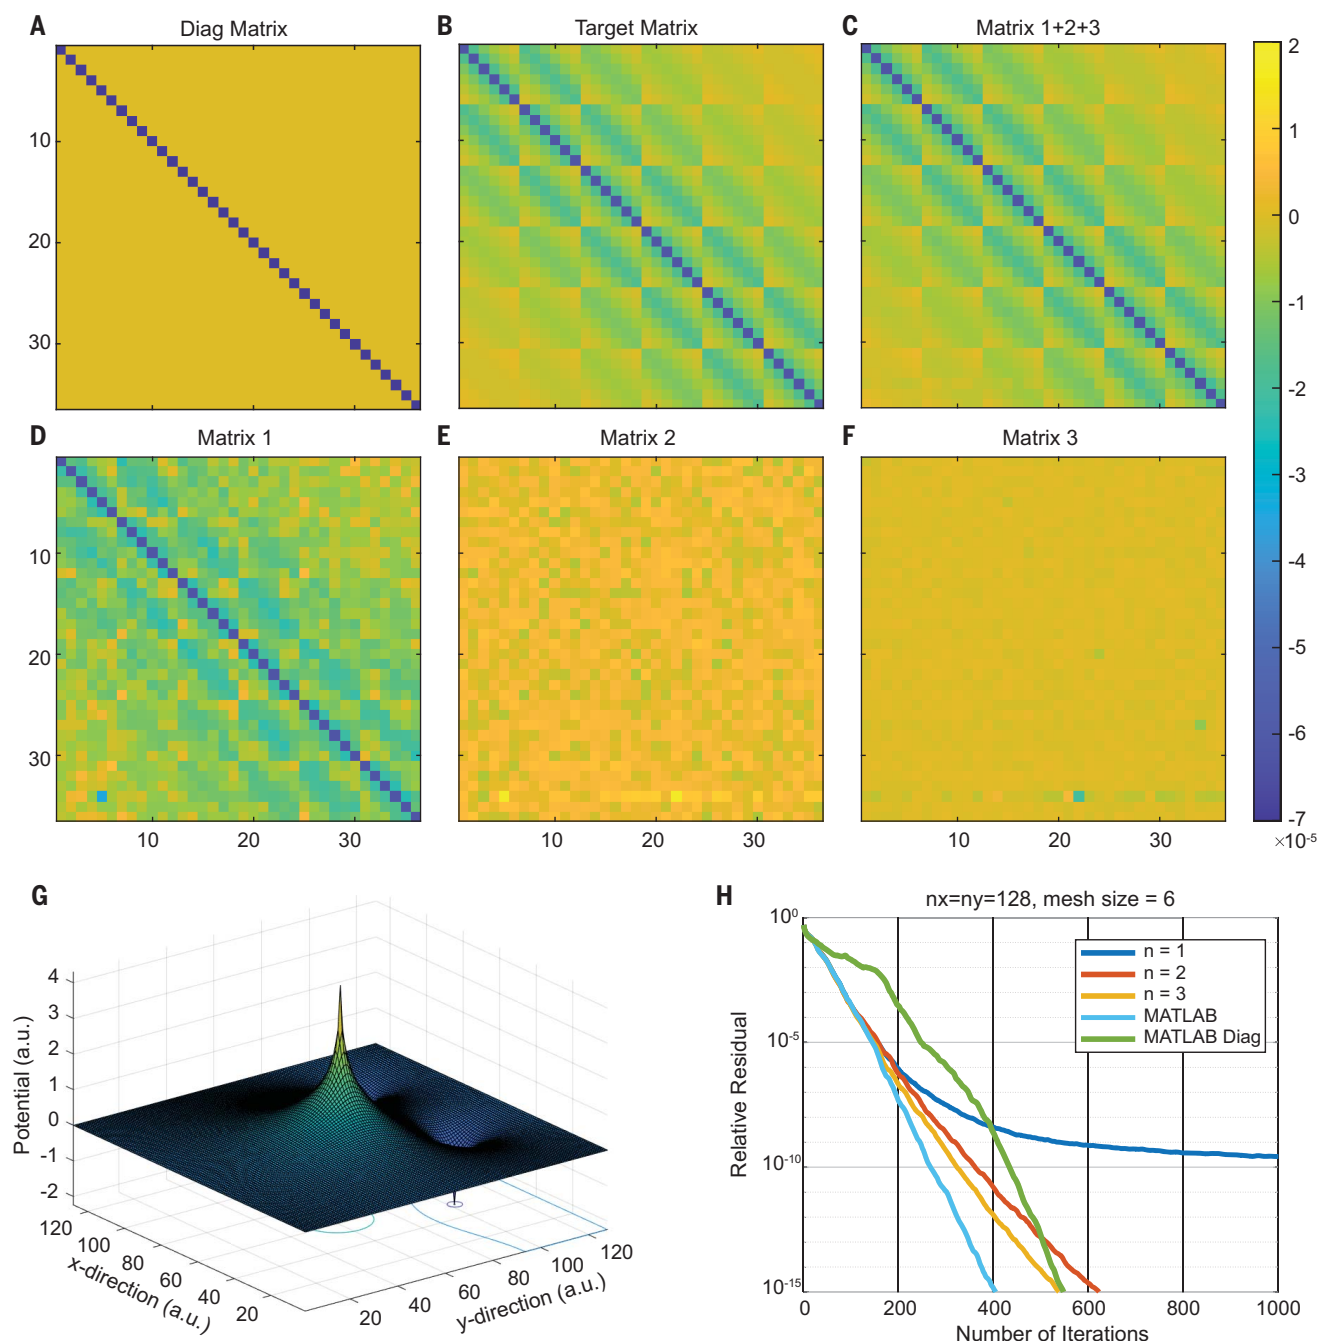 A Diag Matrix
10
20
30
B Target Matrix
C Matrix 1+2+3
2
1
0
-1
-2
-3
-4
-5
-6
-7
×10-5
D Matrix 1
10
20
30
10 20 30
E Matrix 2
10 20 30
F Matrix 3
10 20 30
G
Potential (a.u.)
4
3
2
1
0
-1
-2
120
100
80
60
40
20
x-direction (a.u.)
20
40
60
80
100
120
y-direction (a.u.)
H nx=ny=128, mesh size = 6
Relative Residual
10^0
10^-5
10^-10
10^-15
n = 1
n = 2
n = 3
MATLAB
MATLAB Diag
0 200 400 600 800 1000
Number of Iterations